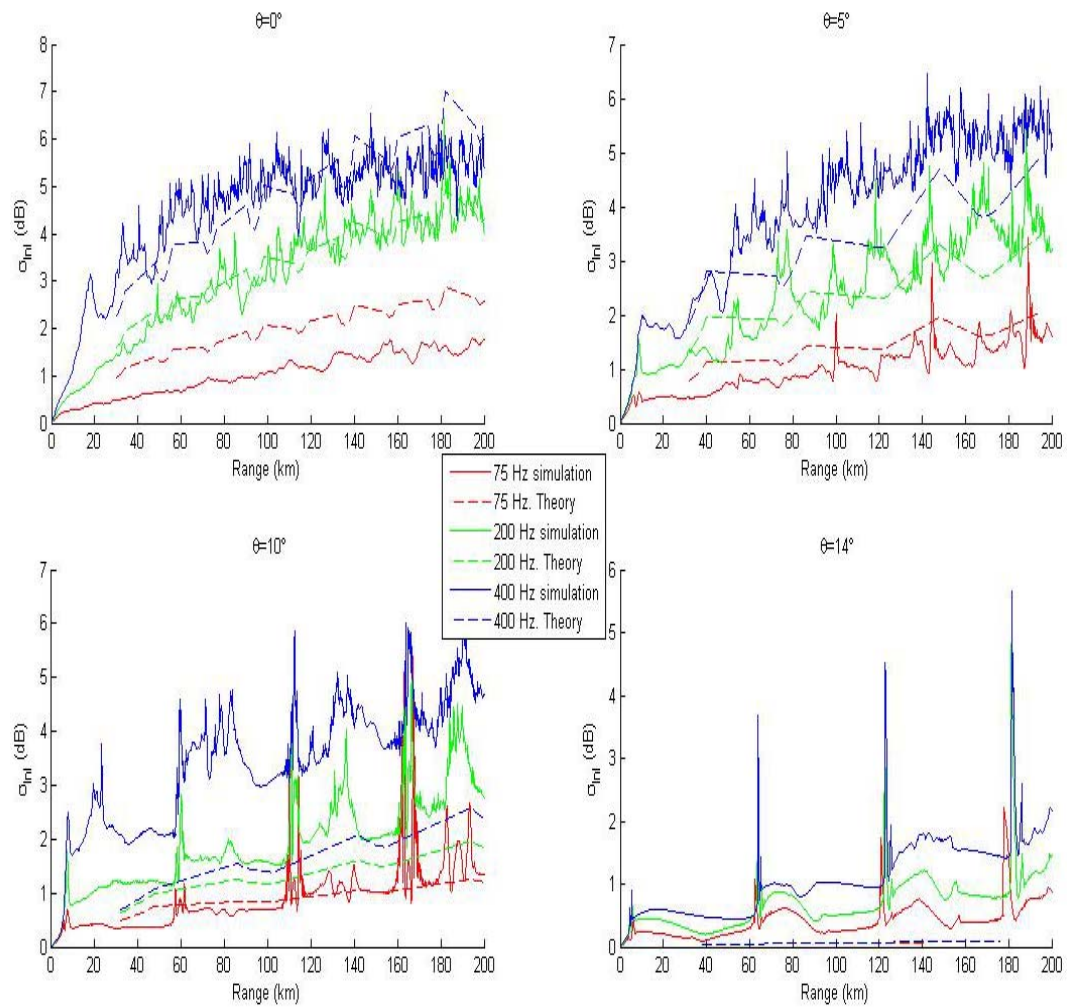 θ=0°
8
7
6
5
4
3
2
1
0
σlnI (dB)
0 20 40 60 80 100 120 140 160 180 200
Range (km)
θ=5°
7
6
5
4
3
2
1
0
σlnI (dB)
0 20 40 60 80 100 120 140 160 180 200
Range (km)
75 Hz simulation
75 Hz. Theory
200 Hz simulation
200 Hz. Theory
400 Hz simulation
400 Hz. Theory
θ=10°
7
6
5
4
3
2
1
0
σlnI (dB)
0 20 40 60 80 100 120 140 160 180 200
Range (km)
θ=14°
6
5
4
3
2
1
0
σlnI (dB)
0 20 40 60 80 100 120 140 160 180 200
Range (km)